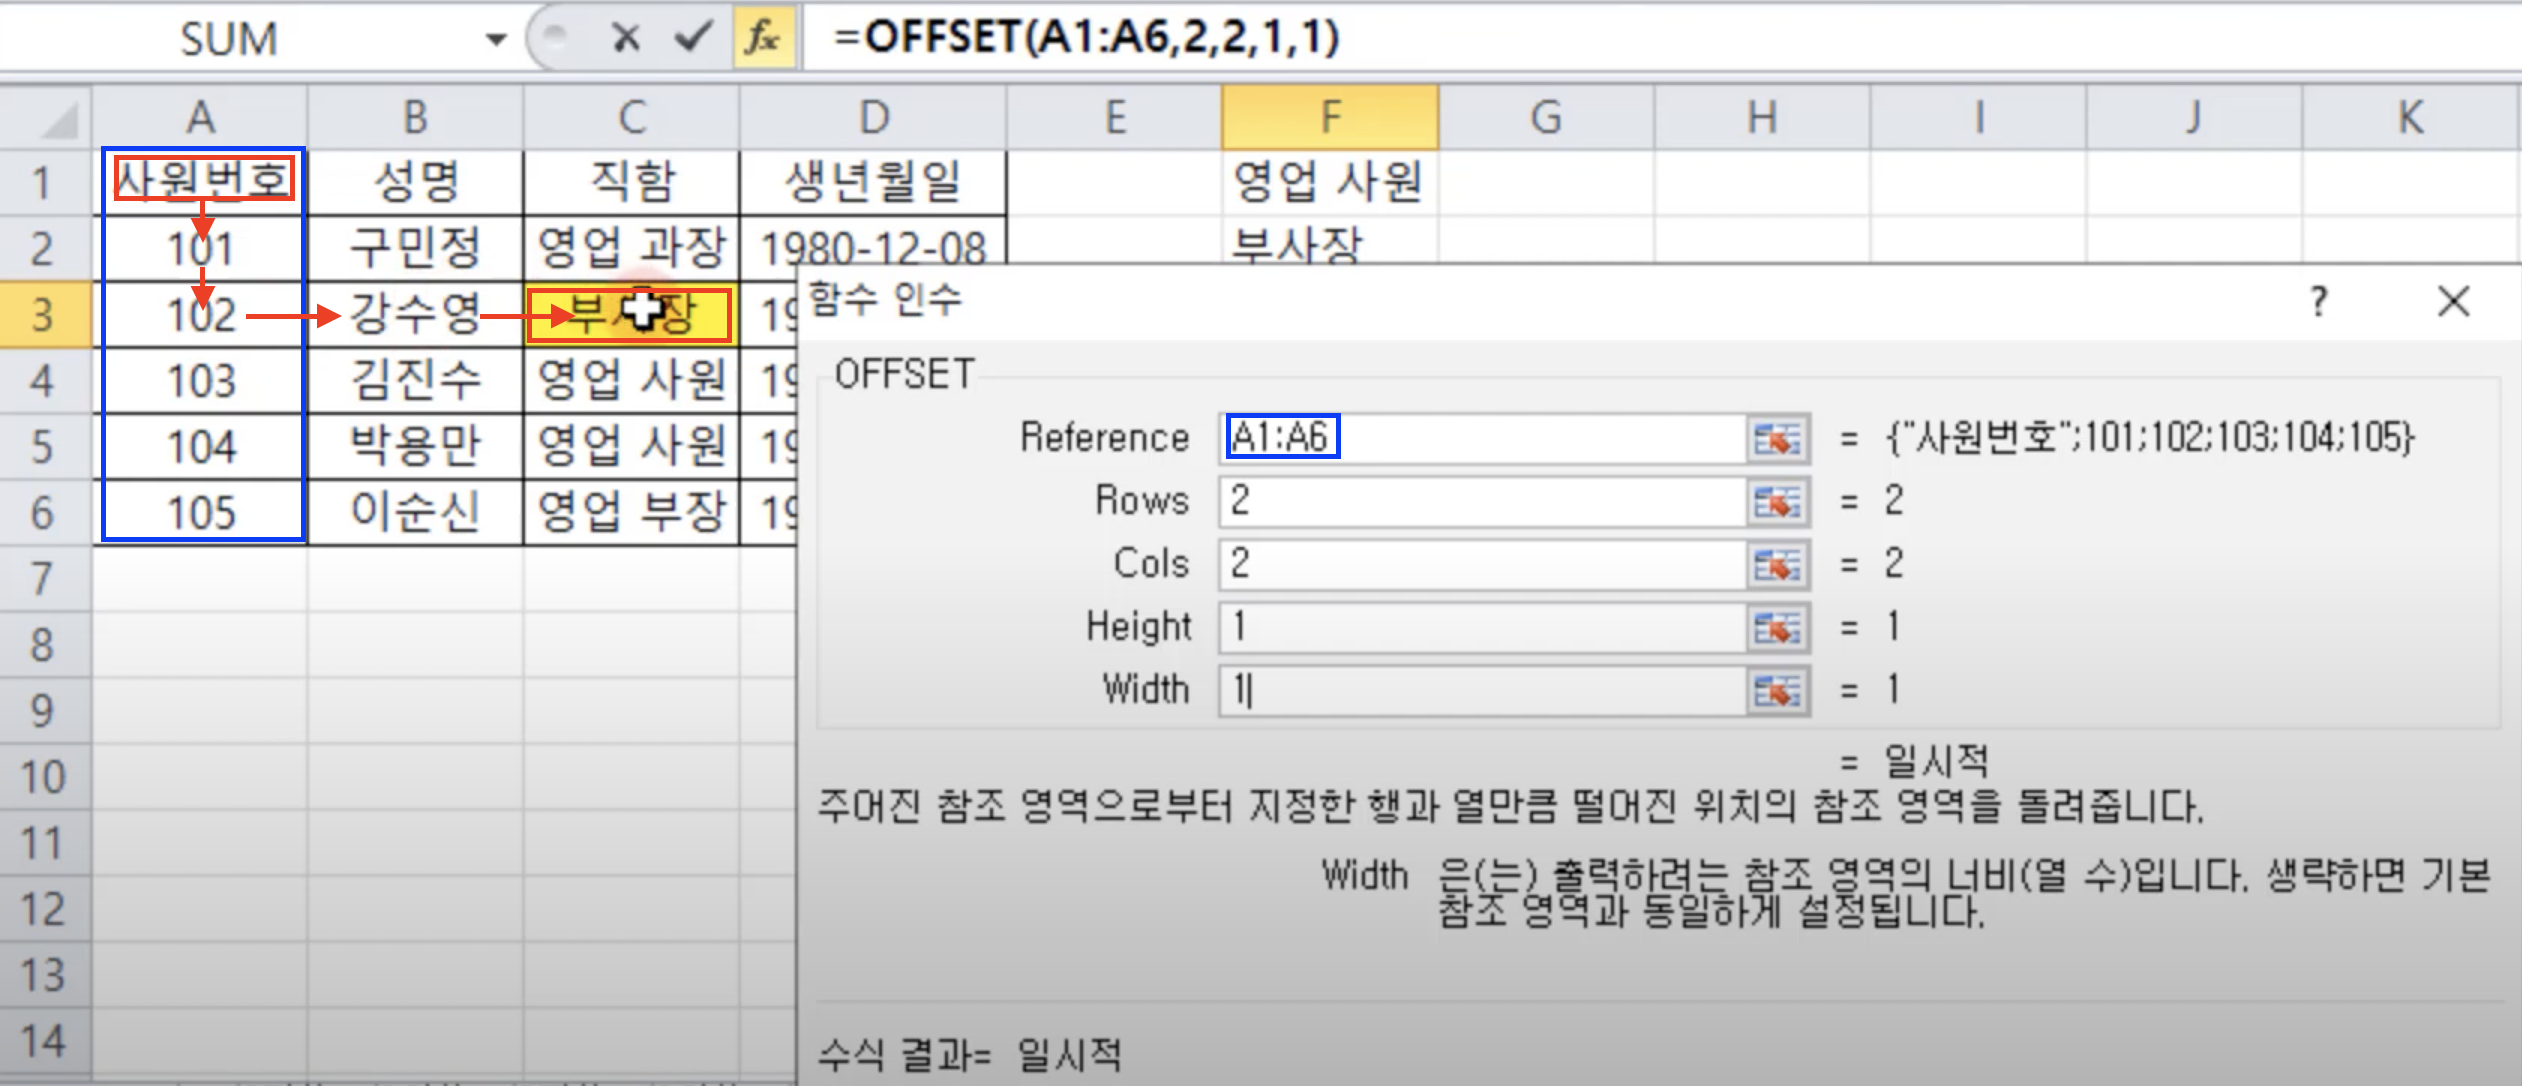 SUM fx =OFFSET(A1:A6,2,2,1,1)
A B C D E F G H I J K
1 사원번호 성명 직함 생년월일 영업 사원
2 101 구민정 영업 과장 1980-12-08 부사장
3 102 강수영 부사장 19
4 103 김진수 영업 사원 19
5 104 박용만 영업 사원 19
6 105 이순신 영업 부장 19
7
8
9
10
11
12
13
14
함수 인수 ?
OFFSET
Reference A1:A6 = {"사원번호";101;102;103;104;105}
Rows 2 = 2
Cols 2 = 2
Height 1 = 1
Width 1 = 1
= 일시적
주어진 참조 영역으로부터 지정한 행과 열만큼 떨어진 위치의 참조 영역을 돌려줍니다.
Width 은(는) 출력하려는 참조 영역의 너비(열 수)입니다. 생략하면 기본
참조 영역과 동일하게 설정됩니다.
수식 결과= 일시적